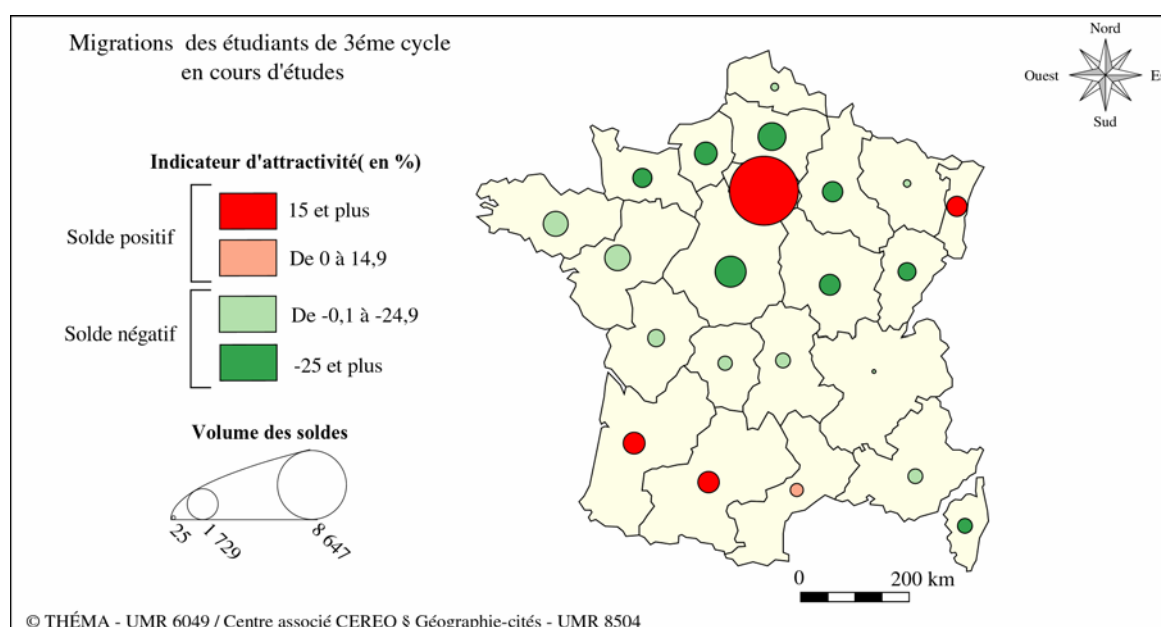 Migrations des étudiants de 3éme cycle
en cours d'études
Nord
Ouest
Es
Sud
Indicateur d'attractivité( en %)
Solde positif
15 et plus
De 0 à 14,9
Solde négatif
De -0,1 à -24,9
-25 et plus
Volume des soldes
25
1 729
8 647
0 200 km
© THÉMA - UMR 6049 / Centre associé CEREQ § Géographie-cités - UMR 8504